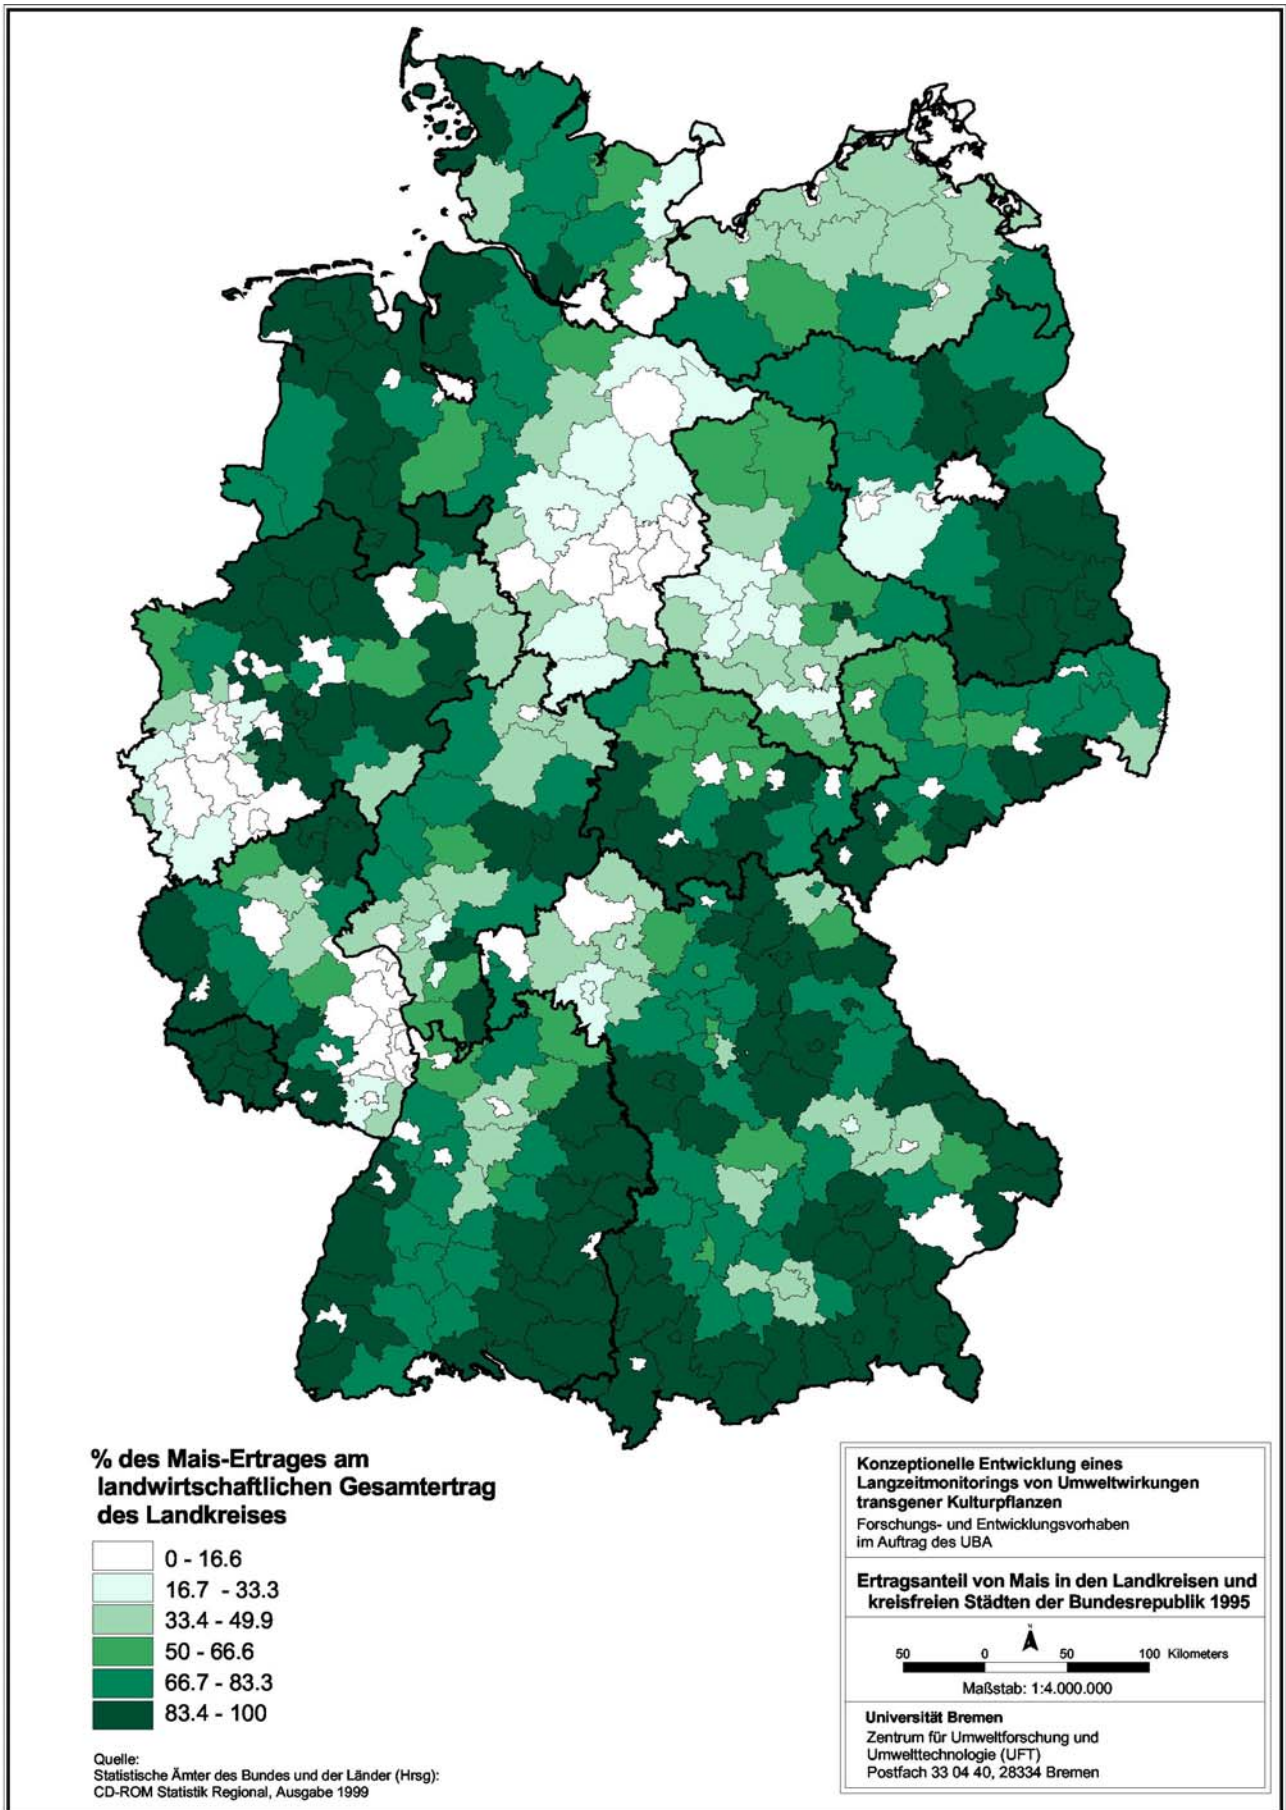 % des Mais-Ertrages am
landwirtschaftlichen Gesamtertrag
des Landkreises
0 - 16.6
16.7 - 33.3
33.4 - 49.9
50 - 66.6
66.7 - 83.3
83.4 - 100
Quelle:
Statistische Ämter des Bundes und der Länder (Hrsg):
CD-ROM Statistik Regional, Ausgabe 1999
Konzeptionelle Entwicklung eines
Langzeitmonitorings von Umweltwirkungen
transgener Kulturpflanzen
Forschungs- und Entwicklungsvorhaben
im Auftrag des UBA
Ertragsanteil von Mais in den Landkreisen und
kreisfreien Städten der Bundesrepublik 1995
N
50 0 50 100 Kilometers
Maßstab: 1:4.000.000
Universität Bremen
Zentrum für Umweltforschung und
Umwelttechnologie (UFT)
Postfach 33 04 40, 28334 Bremen